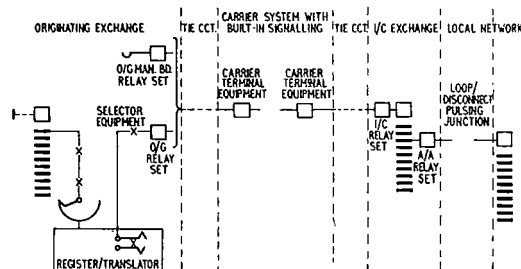 ORIGINATING EXCHANGE
TIE CCT.
CARRIER SYSTEM WITH
BUILT-IN SIGNALLING
TIE CCT.
I/C EXCHANGE
LOCAL NETWORK
O/G MAN. BD.
RELAY SET
SELECTOR
EQUIPMENT
O/G
RELAY
SET
CARRIER
TERMINAL
EQUIPMENT
CARRIER
TERMINAL
EQUIPMENT
I/C
RELAY
SET
A/A
RELAY
SET
LOOP/
DISCONNECT
PULSING
JUNCTION
REGISTER/TRANSLATOR